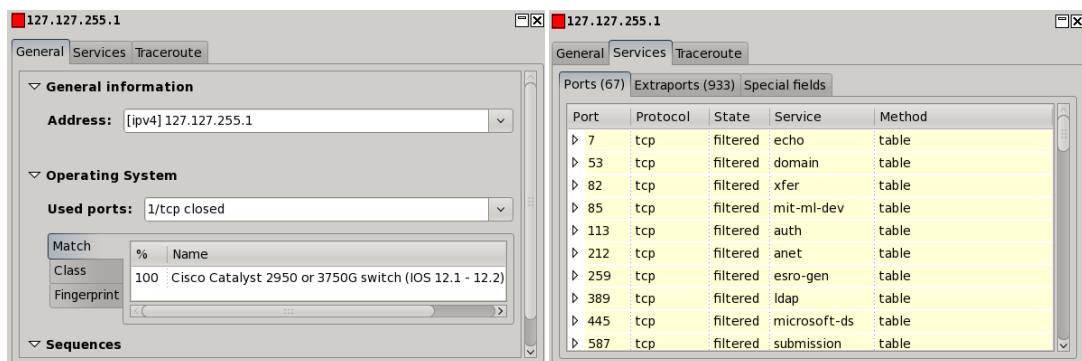 127.127.255.1
General Services Traceroute
General information
Address: [ipv4] 127.127.255.1
Operating System
Used ports: 1/tcp closed
Match
Class
Fingerprint
% Name
100 Cisco Catalyst 2950 or 3750G switch (IOS 12.1 - 12.2)
Sequences
127.127.255.1
General Services Traceroute
Ports (67) Extraports (933) Special fields
Port Protocol State Service Method
7 tcp filtered echo table
53 tcp filtered domain table
82 tcp filtered xfer table
85 tcp filtered mit-ml-dev table
113 tcp filtered auth table
212 tcp filtered anet table
259 tcp filtered esro-gen table
389 tcp filtered ldap table
445 tcp filtered microsoft-ds table
587 tcp filtered submission table